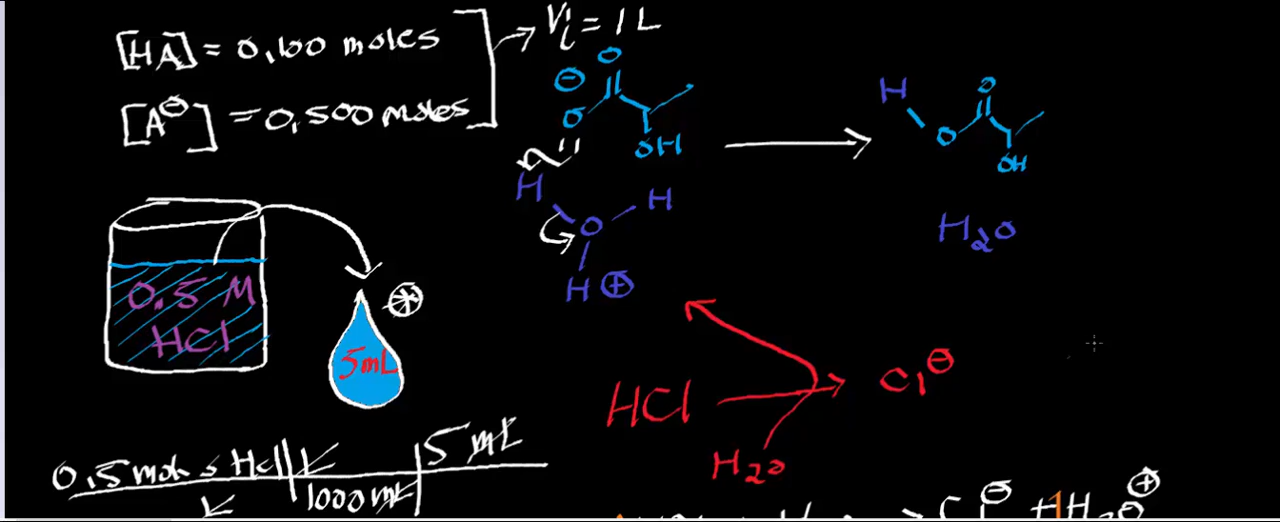 [HA] = 0,100 moles
Vi = 1 L
[A⊖] = 0,500 moles
O
⊖
O
OH
H
H
O
H ⊕
H
O
O
OH
H2O
0.5 M
HCl
5mL
HCl
Cl⊖
H2O
0.5 moles HCl
L
5 mL
L
1000 mL
Cl⊖ + H3O⊕